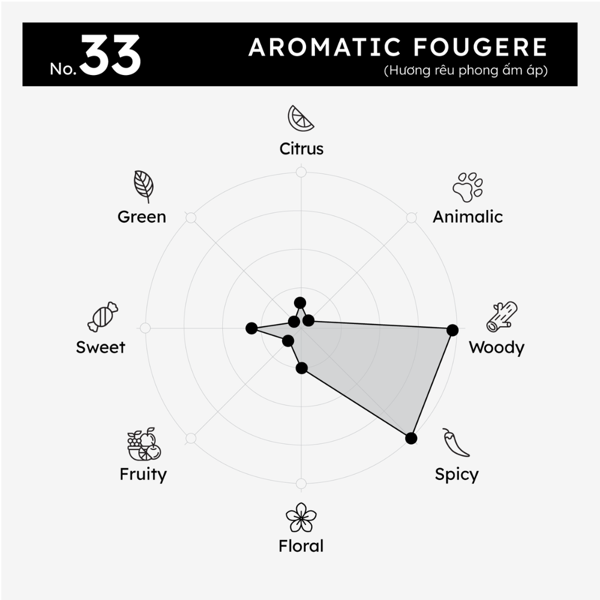 No. 33
AROMATIC FOUGERE
(Hương rêu phong ấm áp)
Citrus
Green
Animalic
Sweet
Woody
Fruity
Spicy
Floral